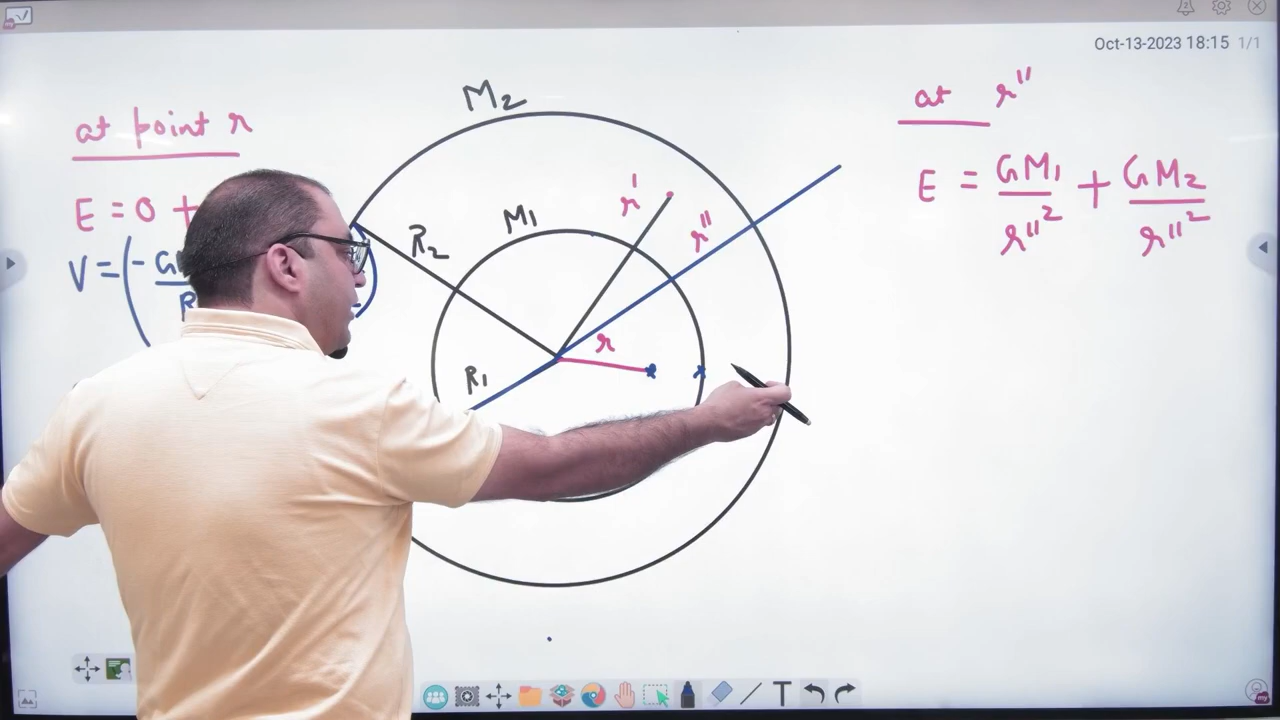 Oct-13-2023 18:15 1/1
at point r
E = 0 +
V = ( - G
R
M2
R2
M1
r'
r''
r
R1
at r''
E = GM1/r''² + GM2/r''²
T